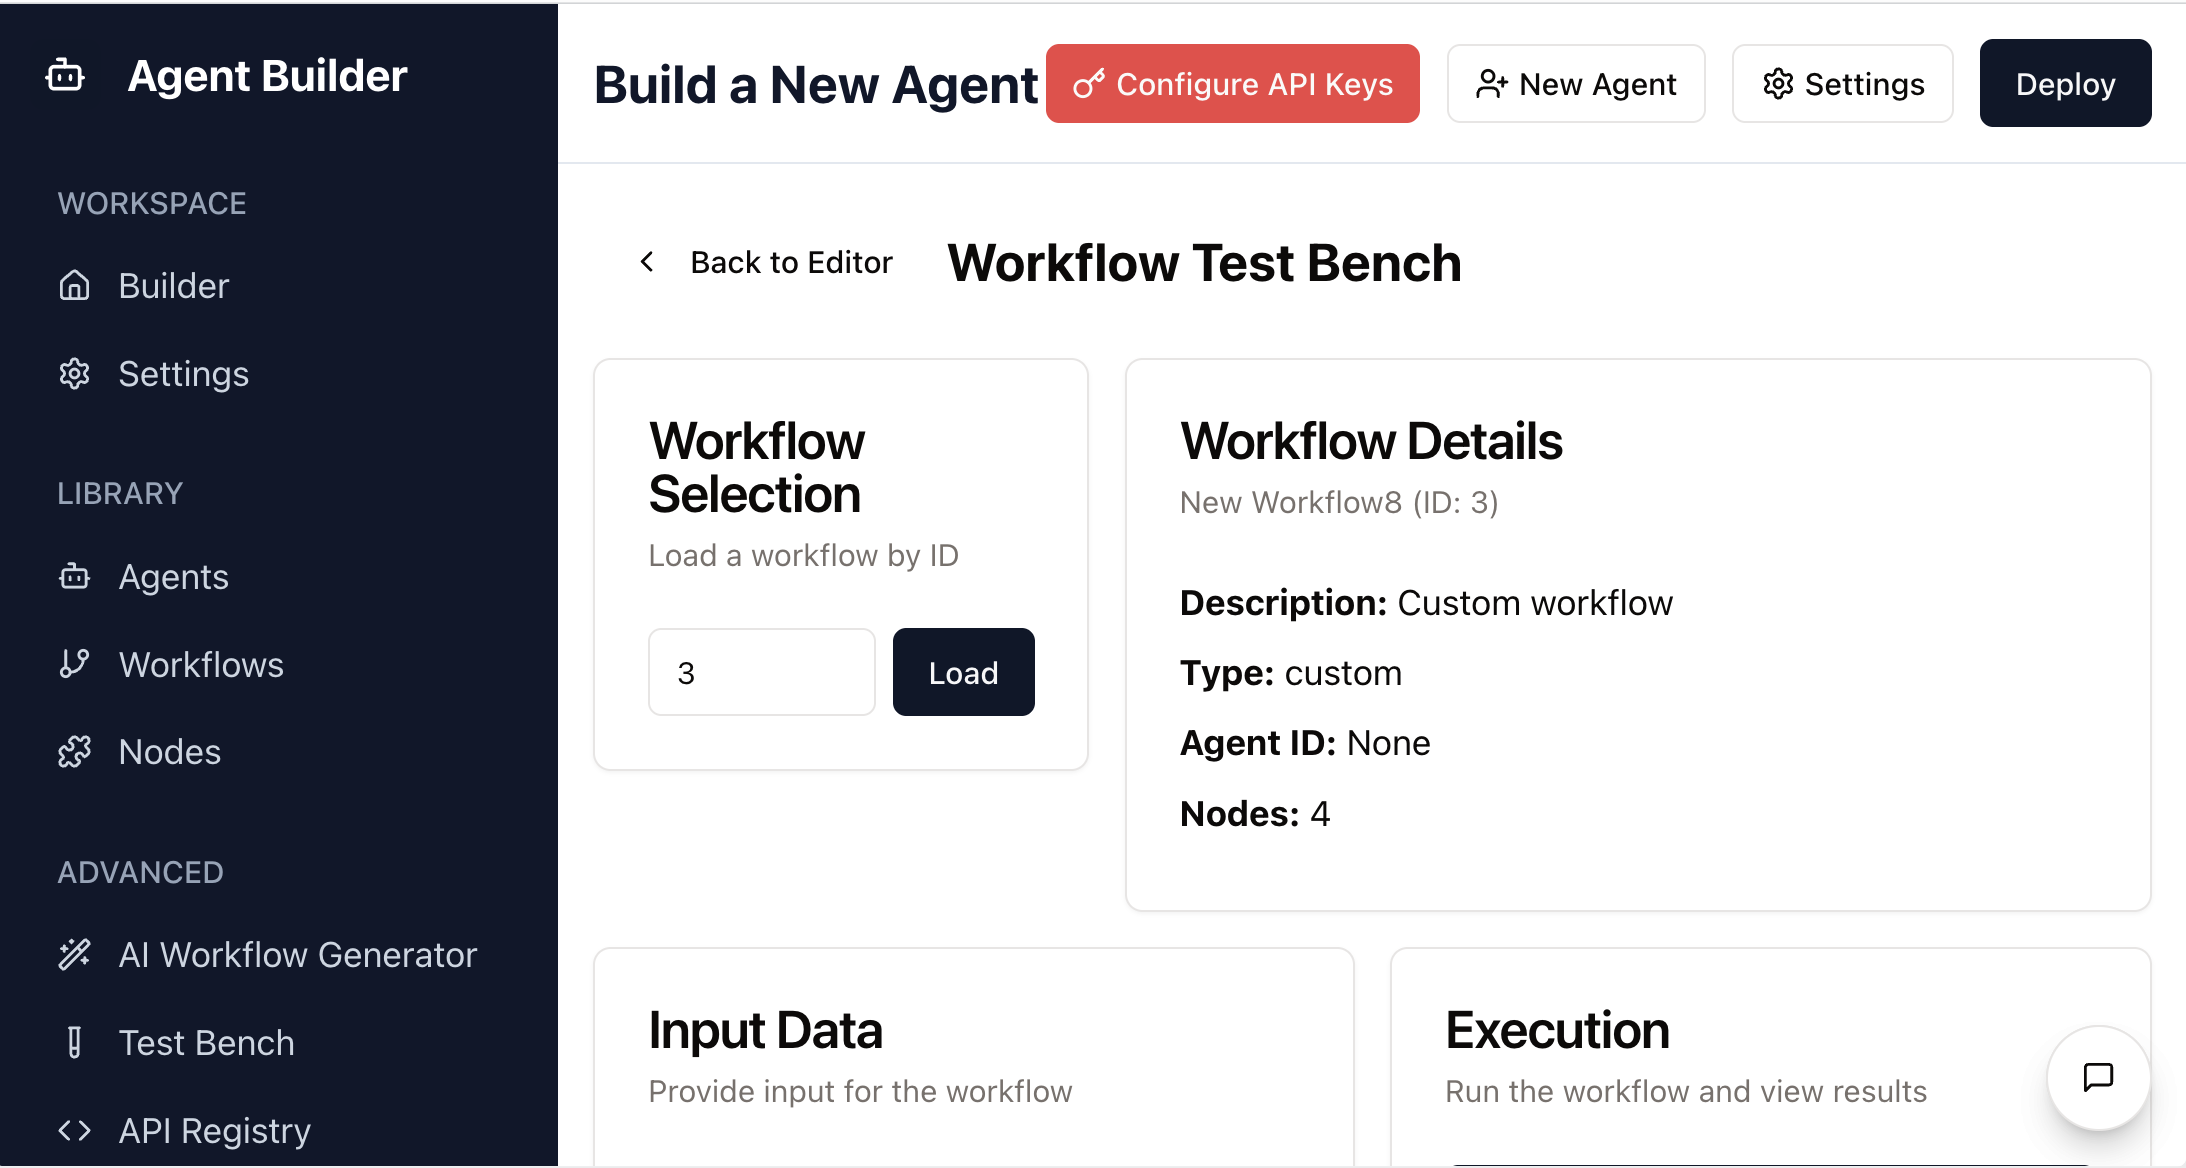 Agent Builder
WORKSPACE
Builder
Settings
LIBRARY
Agents
Workflows
Nodes
ADVANCED
AI Workflow Generator
Test Bench
API Registry
Build a New Agent
Configure API Keys
New Agent
Settings
Deploy
Back to Editor
Workflow Test Bench
Workflow
Selection
Load a workflow by ID
3
Load
Workflow Details
New Workflow8 (ID: 3)
Description: Custom workflow
Type: custom
Agent ID: None
Nodes: 4
Input Data
Provide input for the workflow
Execution
Run the workflow and view results